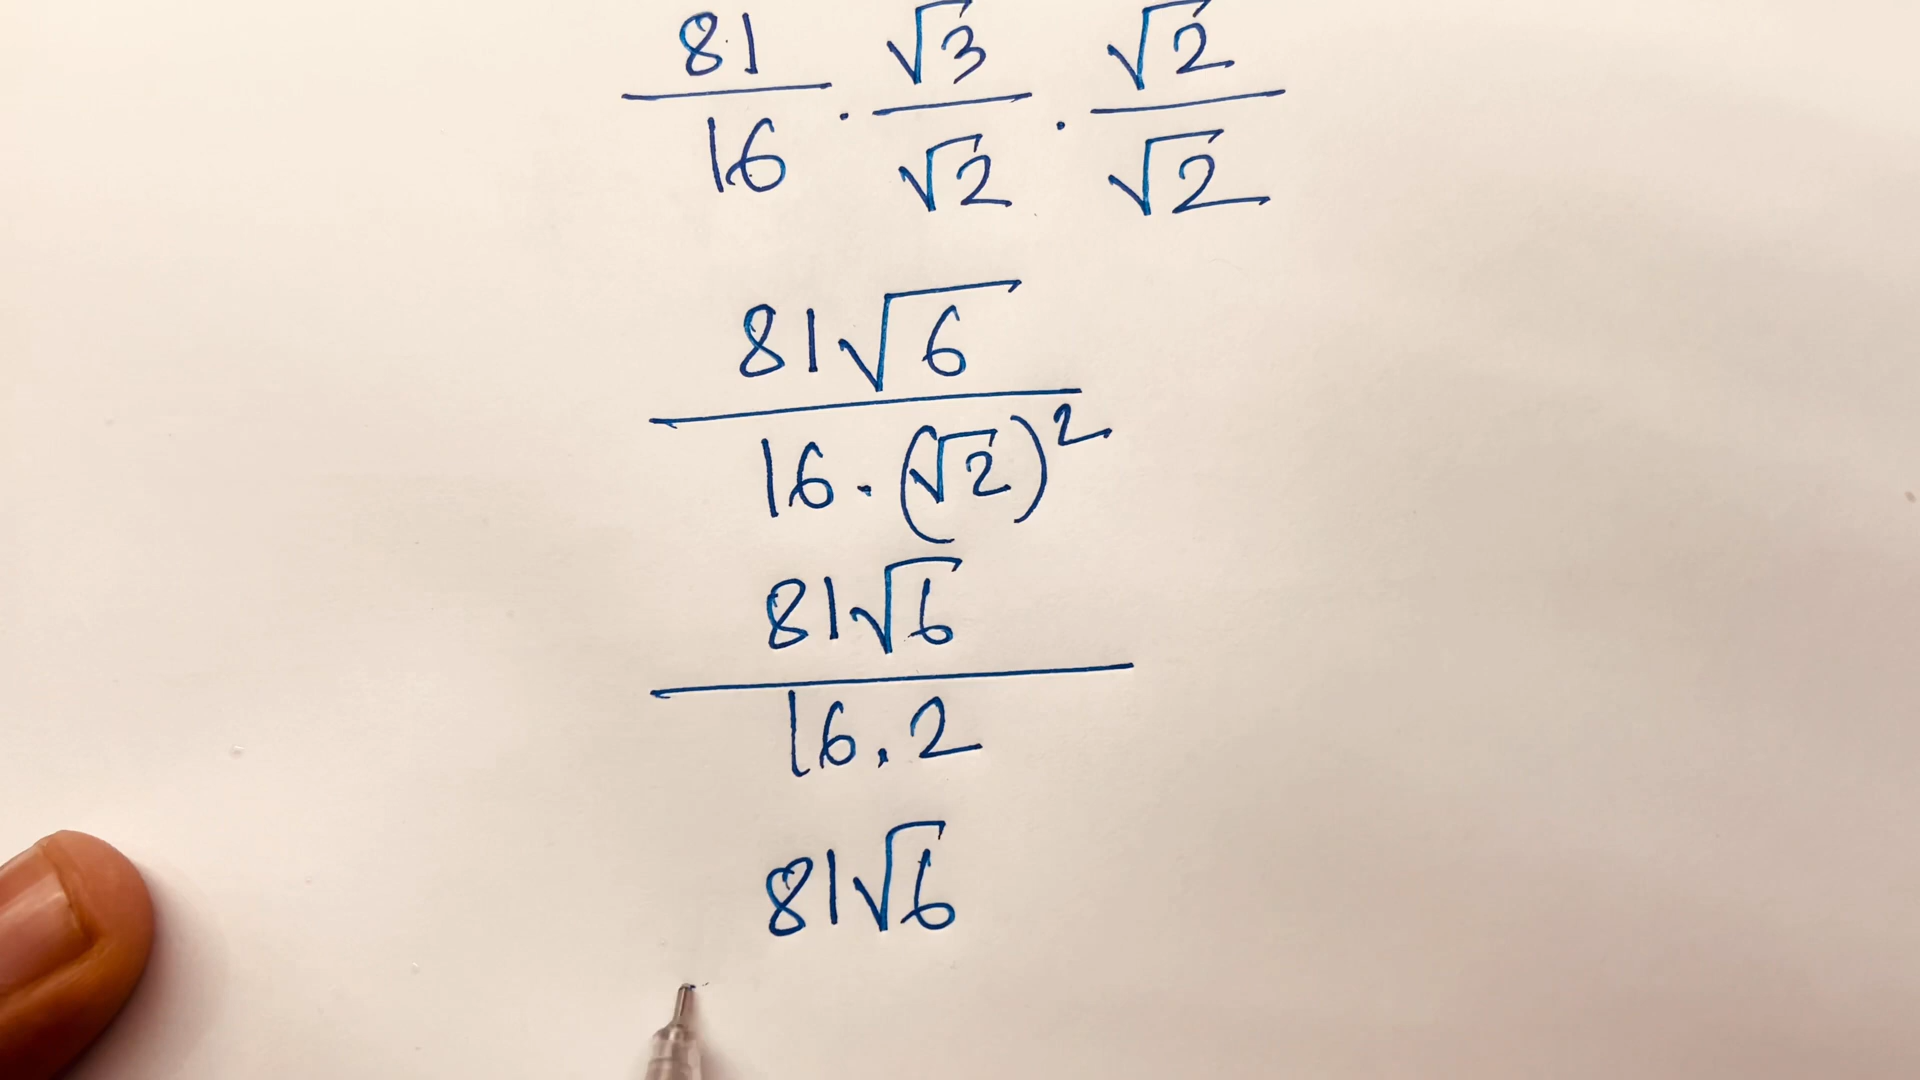 81/16 · √3/√2 · √2/√2
81√6
16 · (√2)²
81√6
16 . 2
81√6